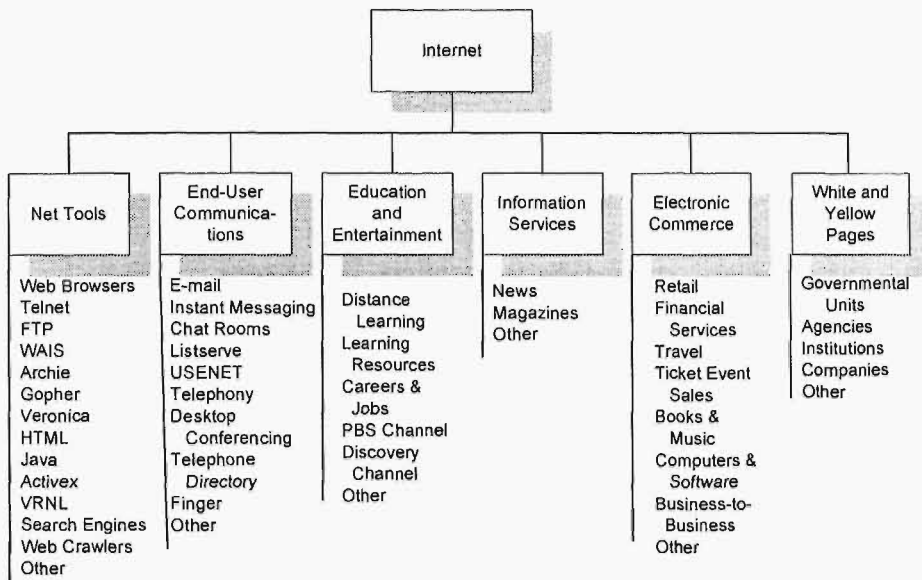 Internet
Net Tools
Web Browsers
Telnet
FTP
WAIS
Archie
Gopher
Veronica
HTML
Java
Activex
VRNL
Search Engines
Web Crawlers
Other
End-User
Communica-
tions
E-mail
Instant Messaging
Chat Rooms
Listserve
USENET
Telephony
Desktop
Conferencing
Telephone
Directory
Finger
Other
Education
and
Entertainment
Distance
Learning
Learning
Resources
Careers &
Jobs
PBS Channel
Discovery
Channel
Other
Information
Services
News
Magazines
Other
Electronic
Commerce
Retail
Financial
Services
Travel
Ticket Event
Sales
Books &
Music
Computers &
Software
Business-to-
Business
Other
White and
Yellow
Pages
Governmental
Units
Agencies
Institutions
Companies
Other